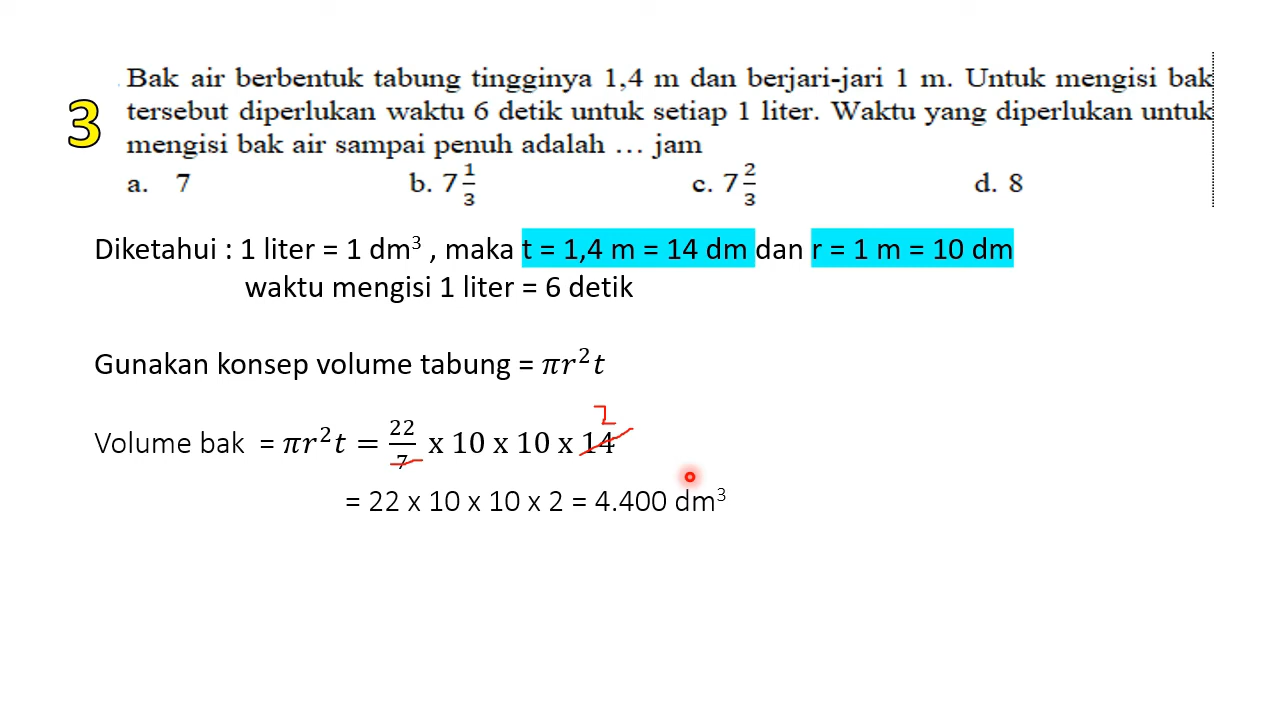 3
Bak air berbentuk tabung tingginya 1,4 m dan berjari-jari 1 m. Untuk mengisi bak
tersebut diperlukan waktu 6 detik untuk setiap 1 liter. Waktu yang diperlukan untuk
mengisi bak air sampai penuh adalah … jam
a. 7 b. 7 1/3 c. 7 2/3 d. 8
Diketahui : 1 liter = 1 dm³ , maka t = 1,4 m = 14 dm dan r = 1 m = 10 dm
waktu mengisi 1 liter = 6 detik
Gunakan konsep volume tabung = 𝜋𝑟²𝑡
2
Volume bak = 𝜋𝑟²𝑡 = 22/7 x 10 x 10 x 14
= 22 x 10 x 10 x 2 = 4.400 dm³